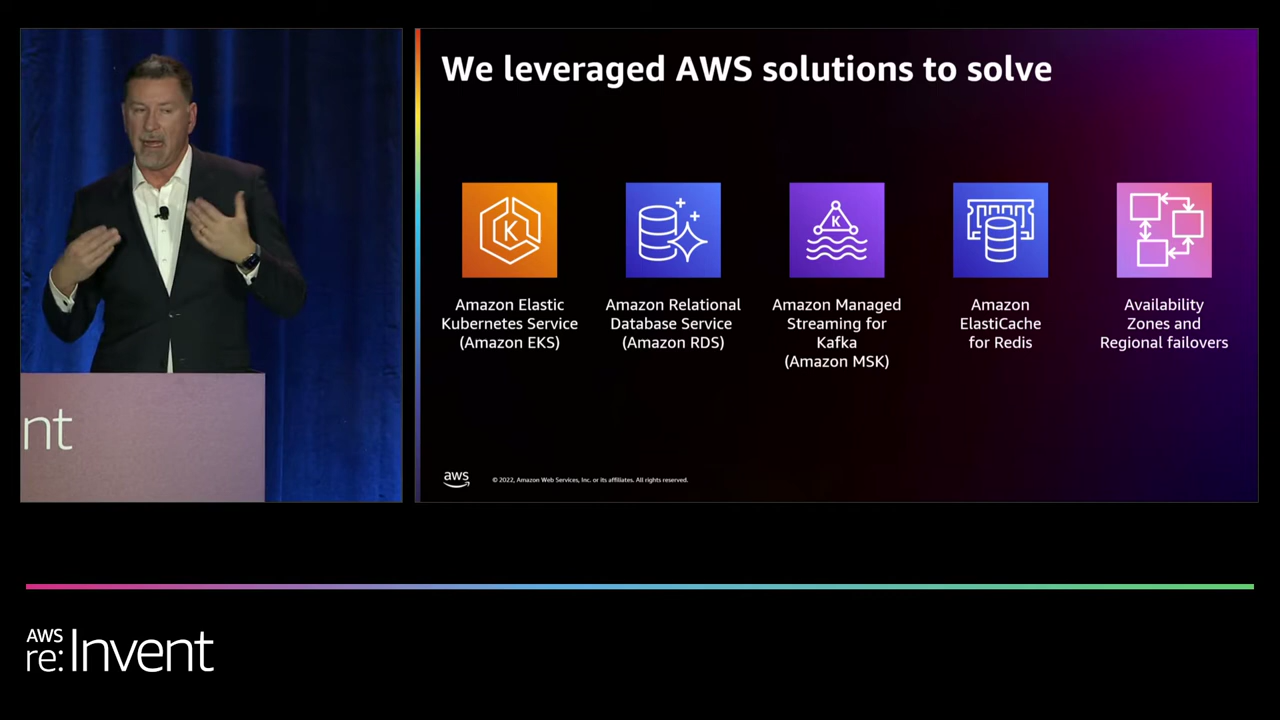 We leveraged AWS solutions to solve
Amazon Elastic
Kubernetes Service
(Amazon EKS)
Amazon Relational
Database Service
(Amazon RDS)
Amazon Managed
Streaming for
Kafka
(Amazon MSK)
Amazon
ElastiCache
for Redis
Availability
Zones and
Regional failovers
K
K
nt
aws
© 2022, Amazon Web Services, Inc. or its affiliates. All rights reserved.
AWS
re:Invent